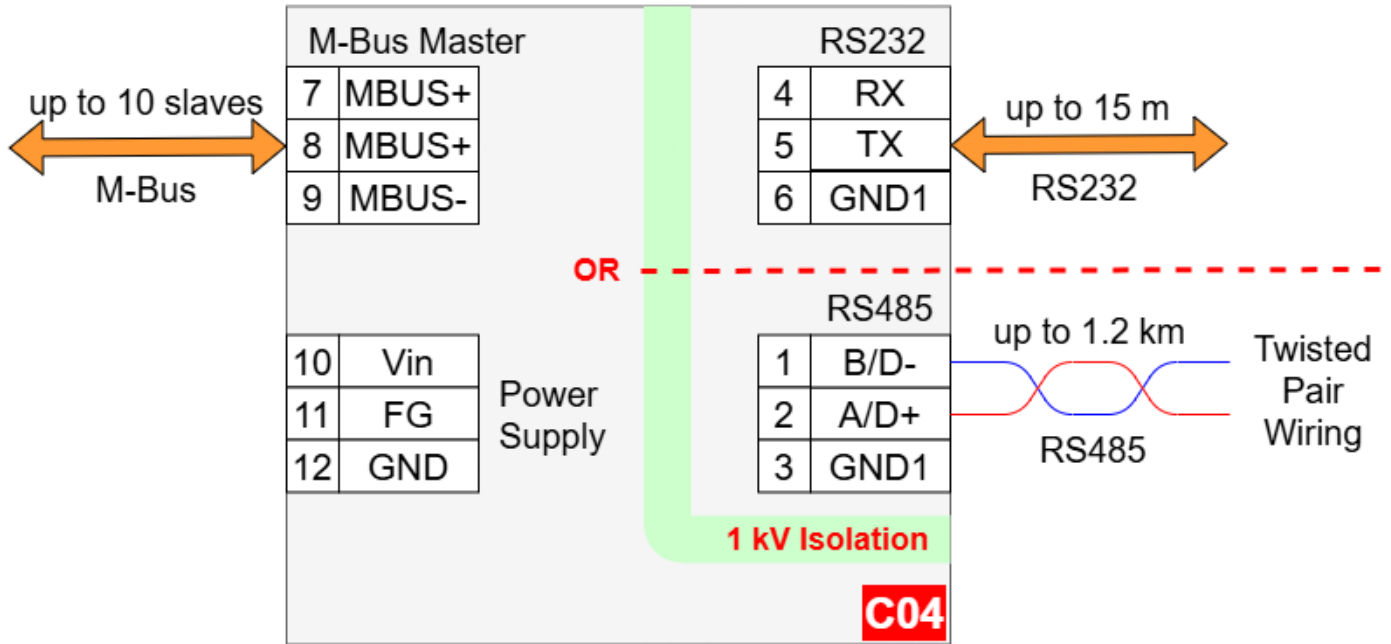 M-Bus Master
7 MBUS+
8 MBUS+
9 MBUS-
up to 10 slaves
M-Bus
RS232
4 RX
5 TX
6 GND1
up to 15 m
RS232
OR
10 Vin
11 FG
12 GND
Power
Supply
RS485
1 B/D-
2 A/D+
3 GND1
up to 1.2 km
RS485
Twisted
Pair
Wiring
1 kV Isolation
C04